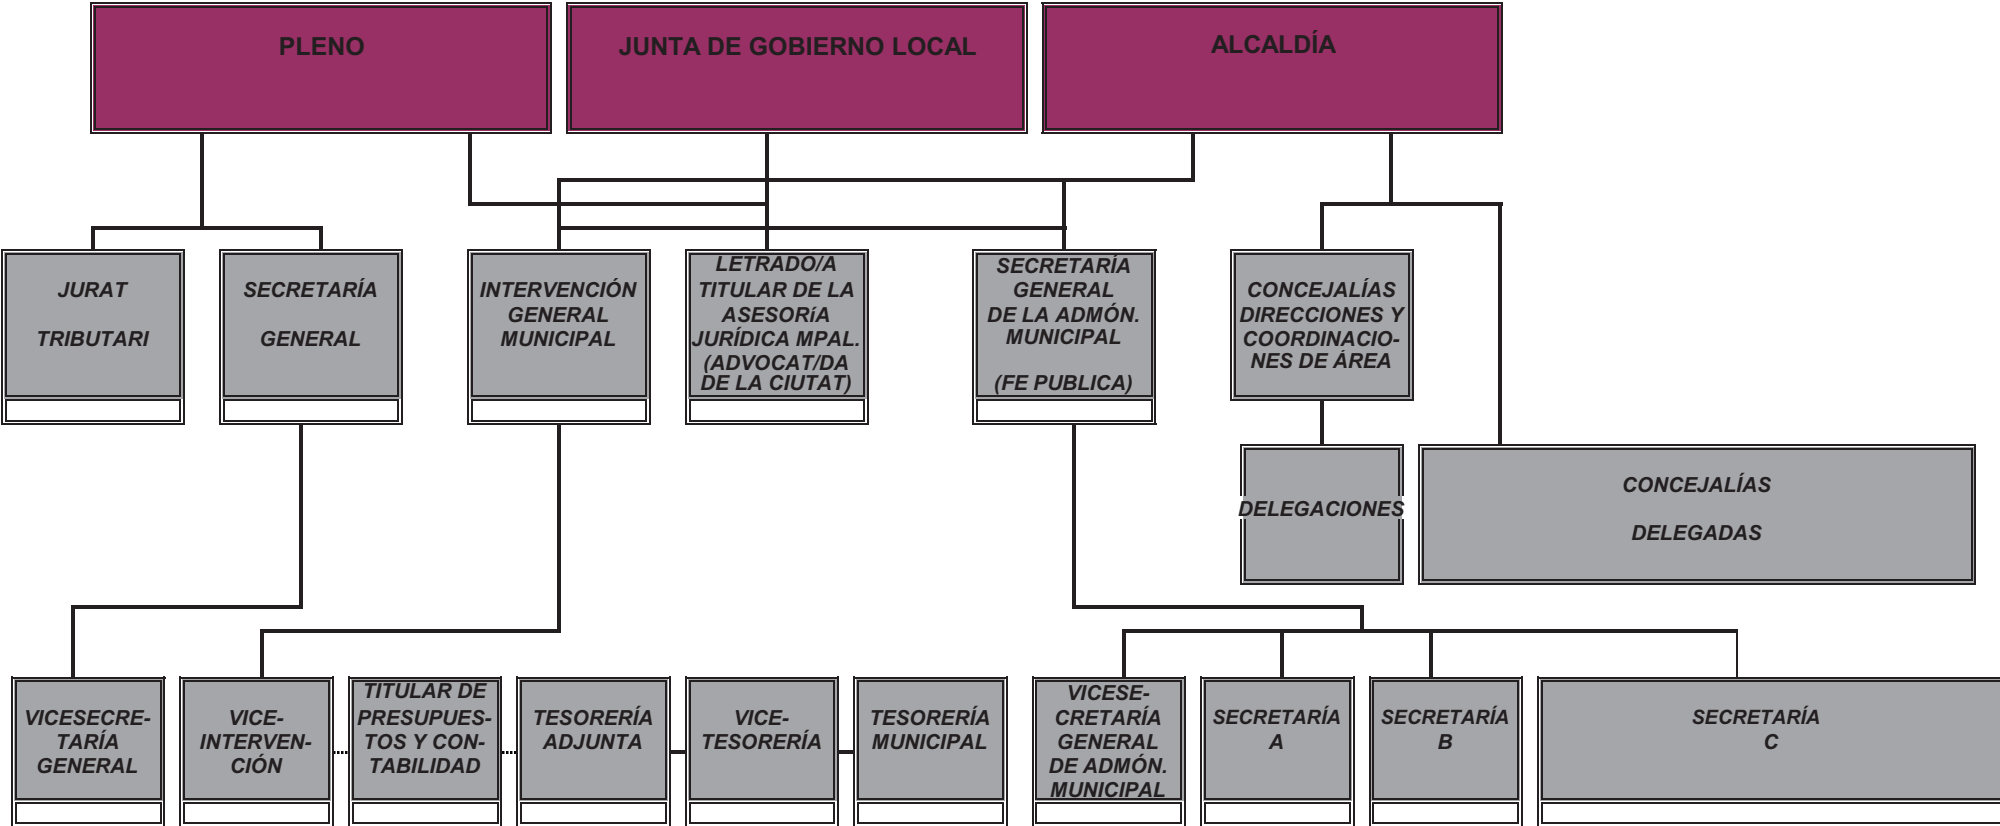 PLENO
JUNTA DE GOBIERNO LOCAL
ALCALDÍA
JURAT
TRIBUTARI
SECRETARÍA
GENERAL
INTERVENCIÓN
GENERAL
MUNICIPAL
LETRADO/A
TITULAR DE LA
ASESORíA
JURÍDICA MPAL.
(ADVOCAT/DA
DE LA CIUTAT)
SECRETARÍA
GENERAL
DE LA ADMÓN.
MUNICIPAL
(FE PUBLICA)
CONCEJALÍAS
DIRECCIONES Y
COORDINACIO-
NES DE ÁREA
DELEGACIONES
CONCEJALÍAS
DELEGADAS
VICESECRE-
TARÍA
GENERAL
VICE-
INTERVEN-
CIÓN
TITULAR DE
PRESUPUES-
TOS Y CON-
TABILIDAD
TESORERÍA
ADJUNTA
VICE-
TESORERÍA
TESORERÍA
MUNICIPAL
VICESE-
CRETARÍA
GENERAL
DE ADMÓN.
MUNICIPAL
SECRETARÍA
A
SECRETARÍA
B
SECRETARÍA
C